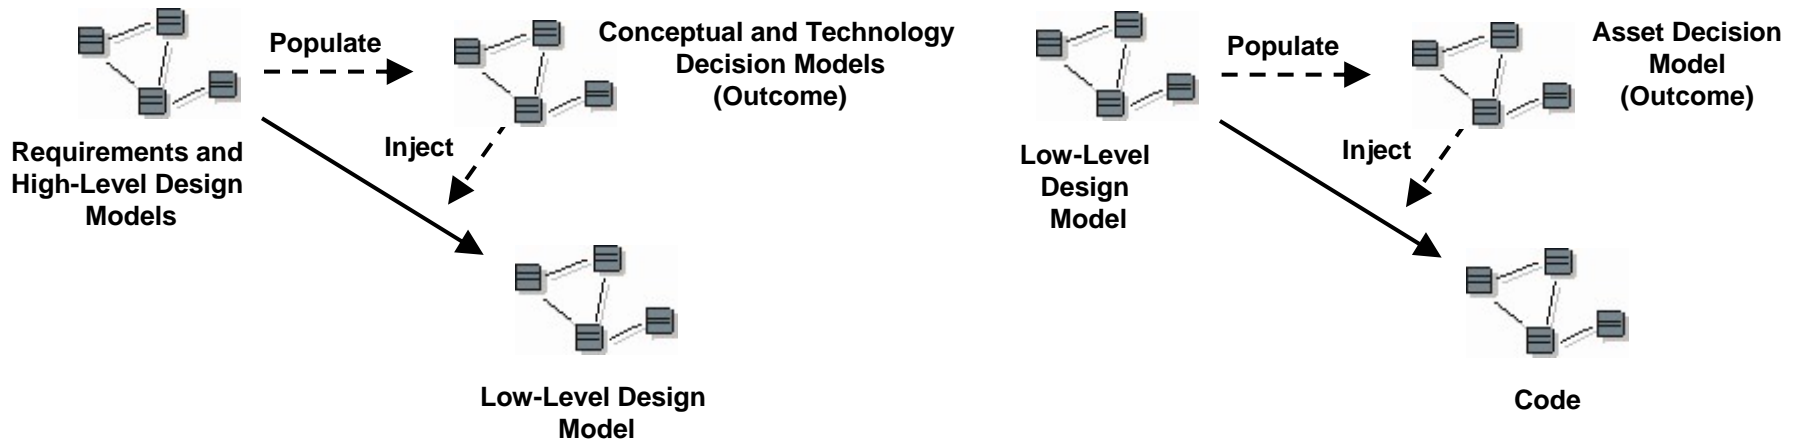 Populate
Conceptual and Technology
Decision Models
(Outcome)
Inject
Requirements and
High-Level Design
Models
Low-Level Design
Model
Populate
Asset Decision
Model
(Outcome)
Inject
Low-Level
Design
Model
Code